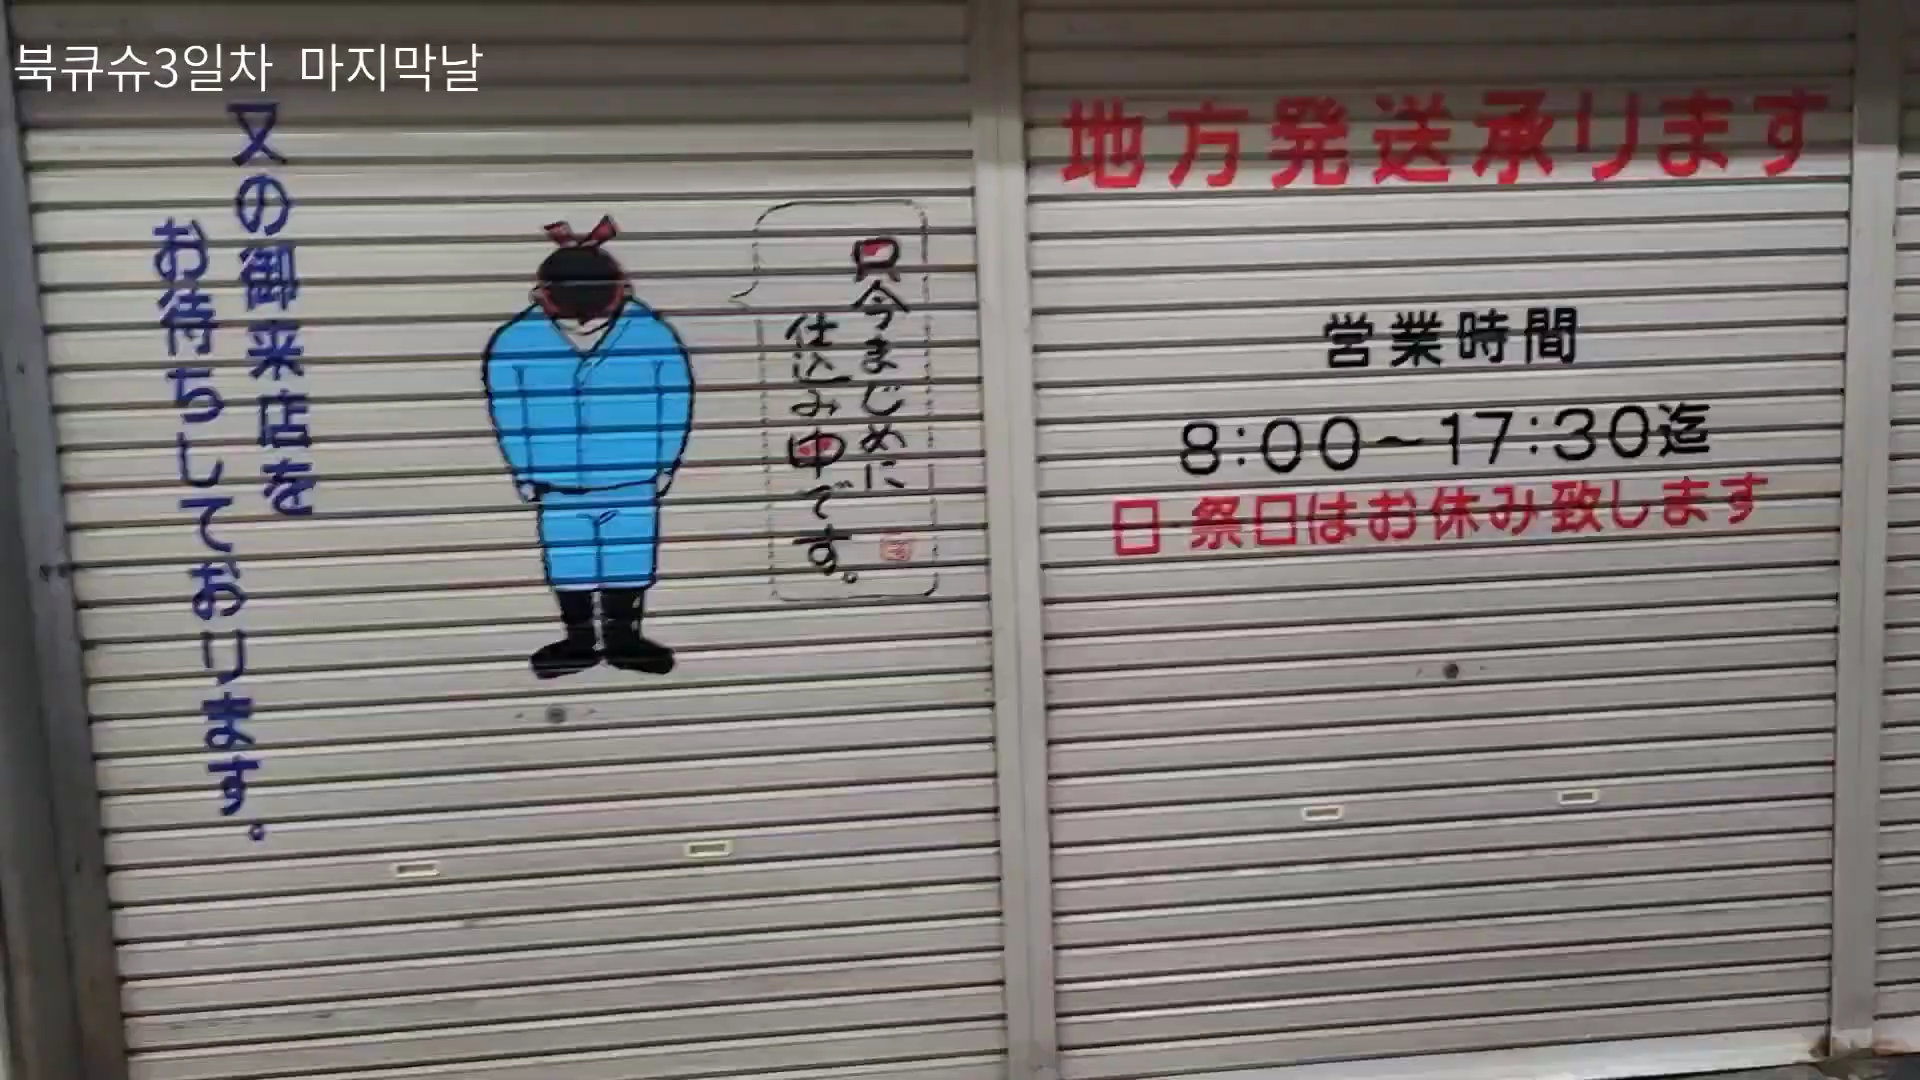 북큐슈3일차 마지막날
又の御来店を
お待ちしております。
只今まじめに
仕込み中です。
地方発送承ります
営業時間
8:00~17:30迄
日·祭日はお休み致します